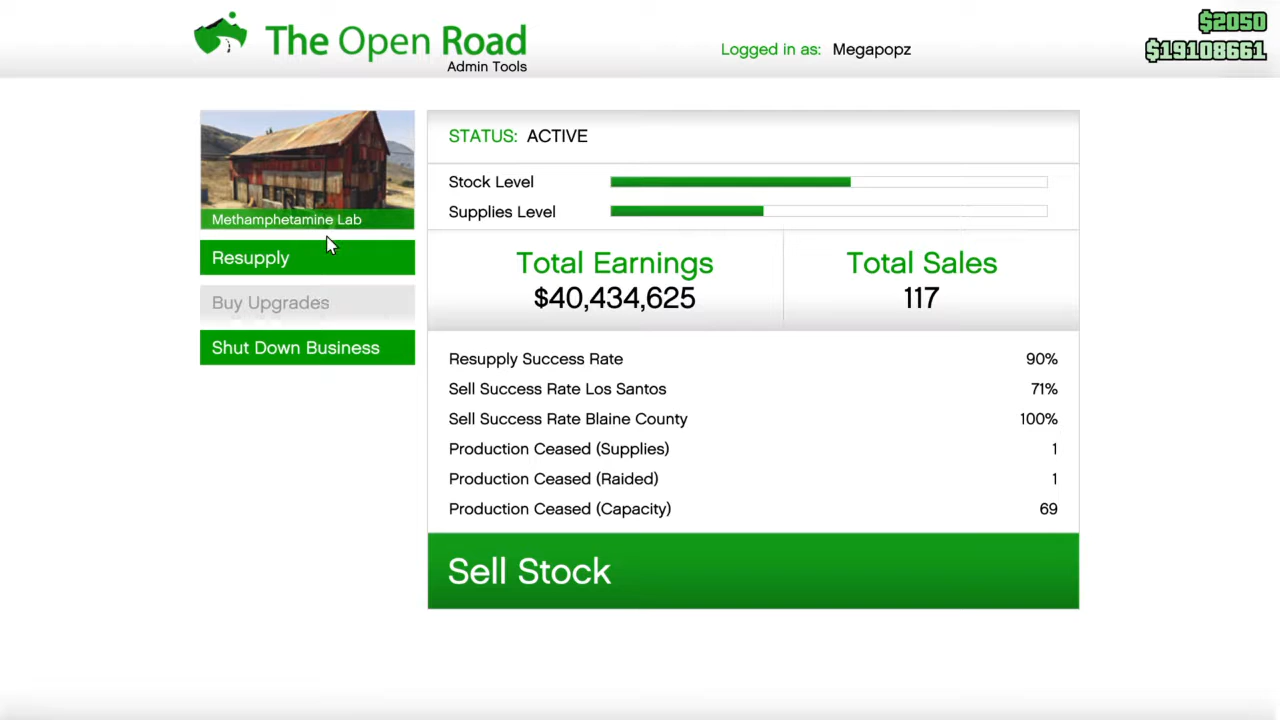 The Open Road
Admin Tools
Logged in as: Megapopz
$2050
$19108661
Methamphetamine Lab
Resupply
Buy Upgrades
Shut Down Business
STATUS: ACTIVE
Stock Level
Supplies Level
Total Earnings
$40,434,625
Total Sales
117
Resupply Success Rate 90%
Sell Success Rate Los Santos 71%
Sell Success Rate Blaine County 100%
Production Ceased (Supplies) 1
Production Ceased (Raided) 1
Production Ceased (Capacity) 69
Sell Stock